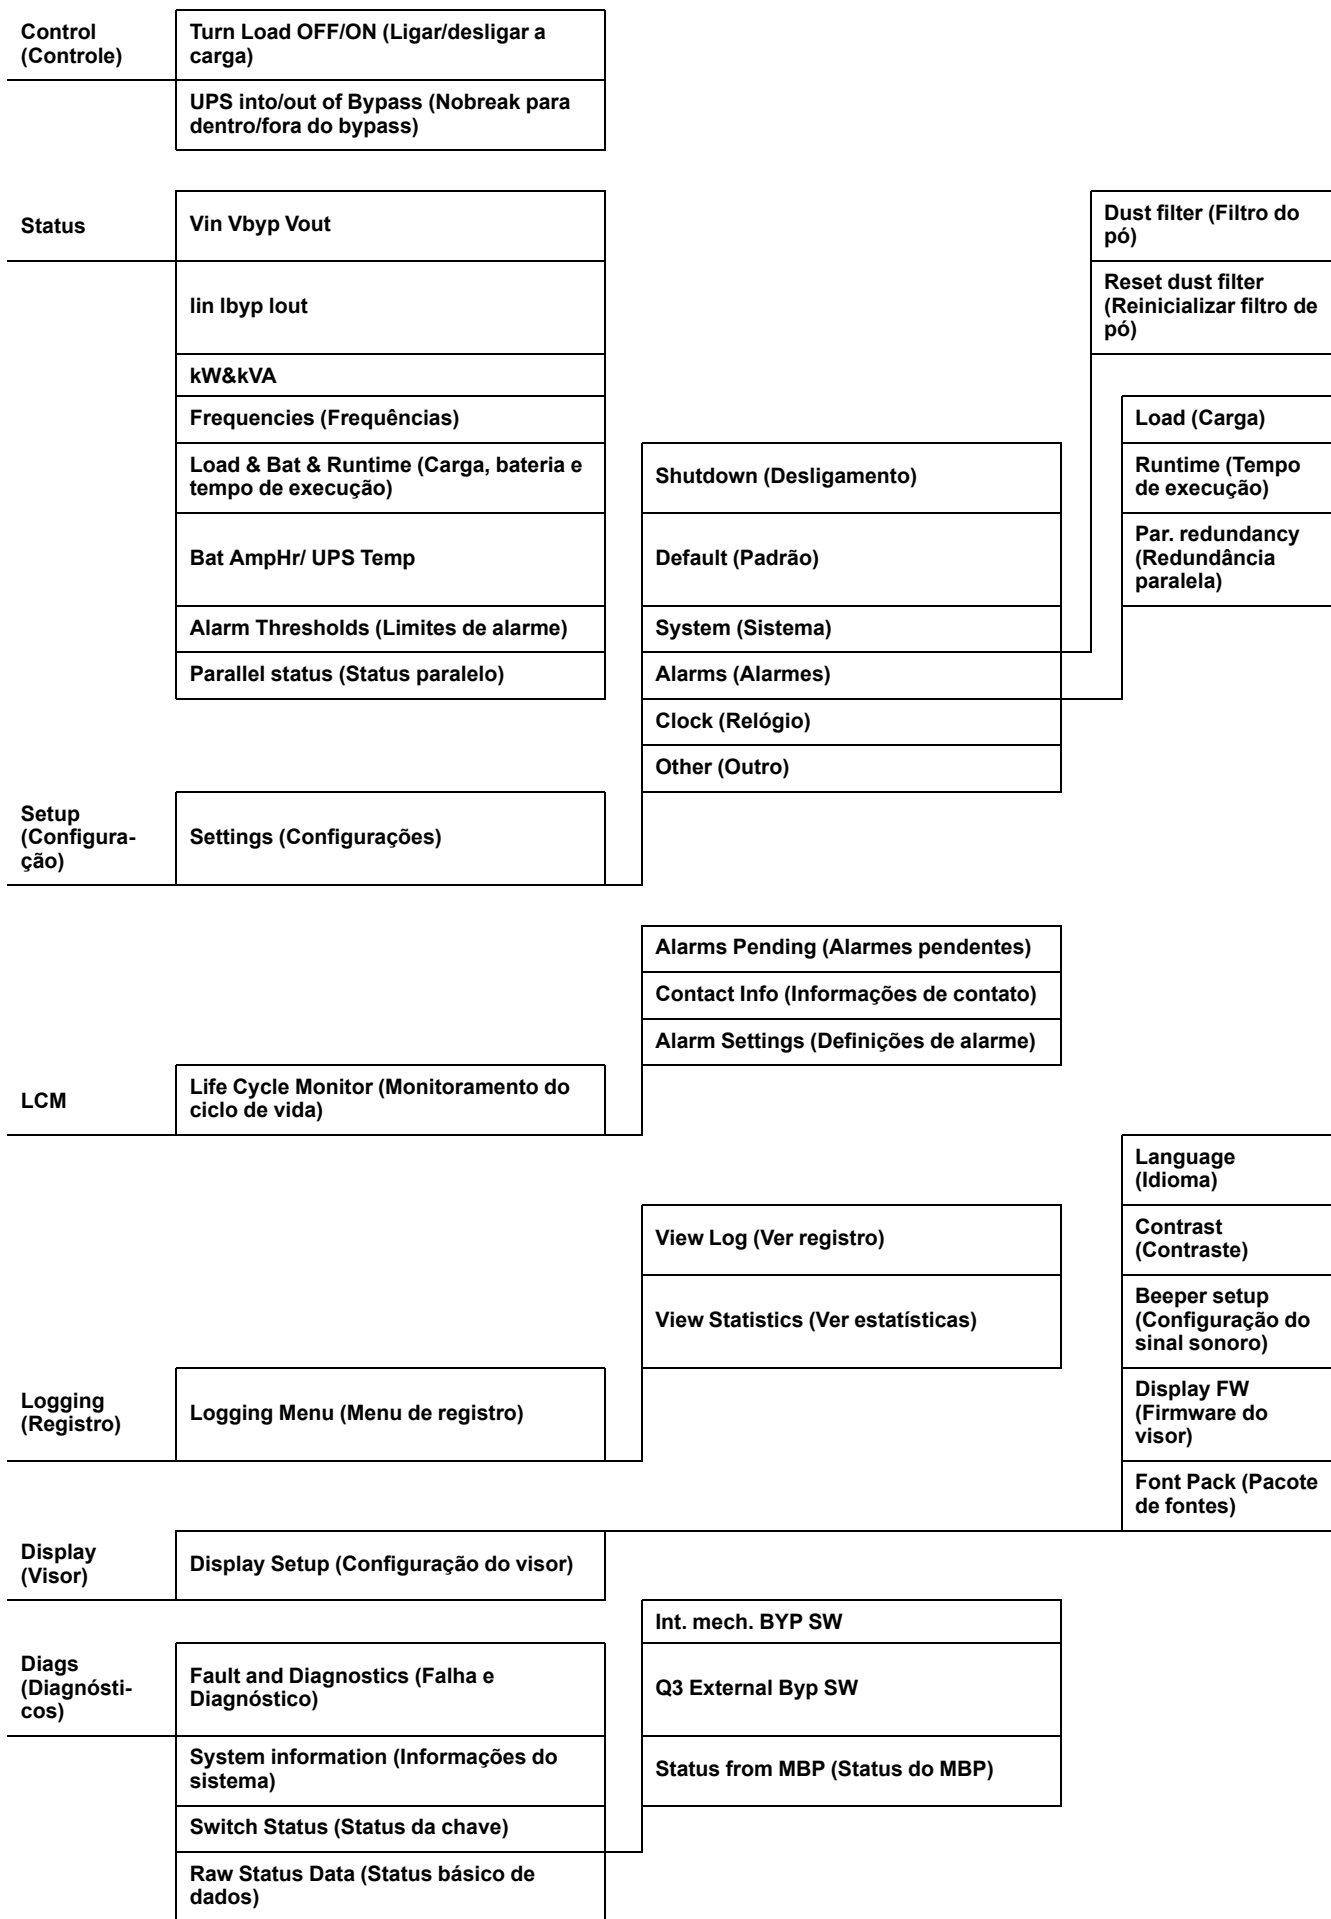 Control
(Controle)
Turn Load OFF/ON (Ligar/desligar a
carga)
UPS into/out of Bypass (Nobreak para
dentro/fora do bypass)
Status
Vin Vbyp Vout
Iin Ibyp Iout
kW&kVA
Frequencies (Frequências)
Load & Bat & Runtime (Carga, bateria e
tempo de execução)
Bat AmpHr/ UPS Temp
Alarm Thresholds (Limites de alarme)
Parallel status (Status paralelo)
Dust filter (Filtro do
pó)
Reset dust filter
(Reinicializar filtro de
pó)
Load (Carga)
Runtime (Tempo
de execução)
Par. redundancy
(Redundância
paralela)
Shutdown (Desligamento)
Default (Padrão)
System (Sistema)
Alarms (Alarmes)
Clock (Relógio)
Other (Outro)
Setup
(Configura-
ção)
Settings (Configurações)
Alarms Pending (Alarmes pendentes)
Contact Info (Informações de contato)
Alarm Settings (Definições de alarme)
LCM
Life Cycle Monitor (Monitoramento do
ciclo de vida)
Language
(Idioma)
Contrast
(Contraste)
Beeper setup
(Configuração do
sinal sonoro)
Display FW
(Firmware do
visor)
Font Pack (Pacote
de fontes)
View Log (Ver registro)
View Statistics (Ver estatísticas)
Logging
(Registro)
Logging Menu (Menu de registro)
Display
(Visor)
Display Setup (Configuração do visor)
Int. mech. BYP SW
Q3 External Byp SW
Status from MBP (Status do MBP)
Diags
(Diagnósti-
cos)
Fault and Diagnostics (Falha e
Diagnóstico)
System information (Informações do
sistema)
Switch Status (Status da chave)
Raw Status Data (Status básico de
dados)